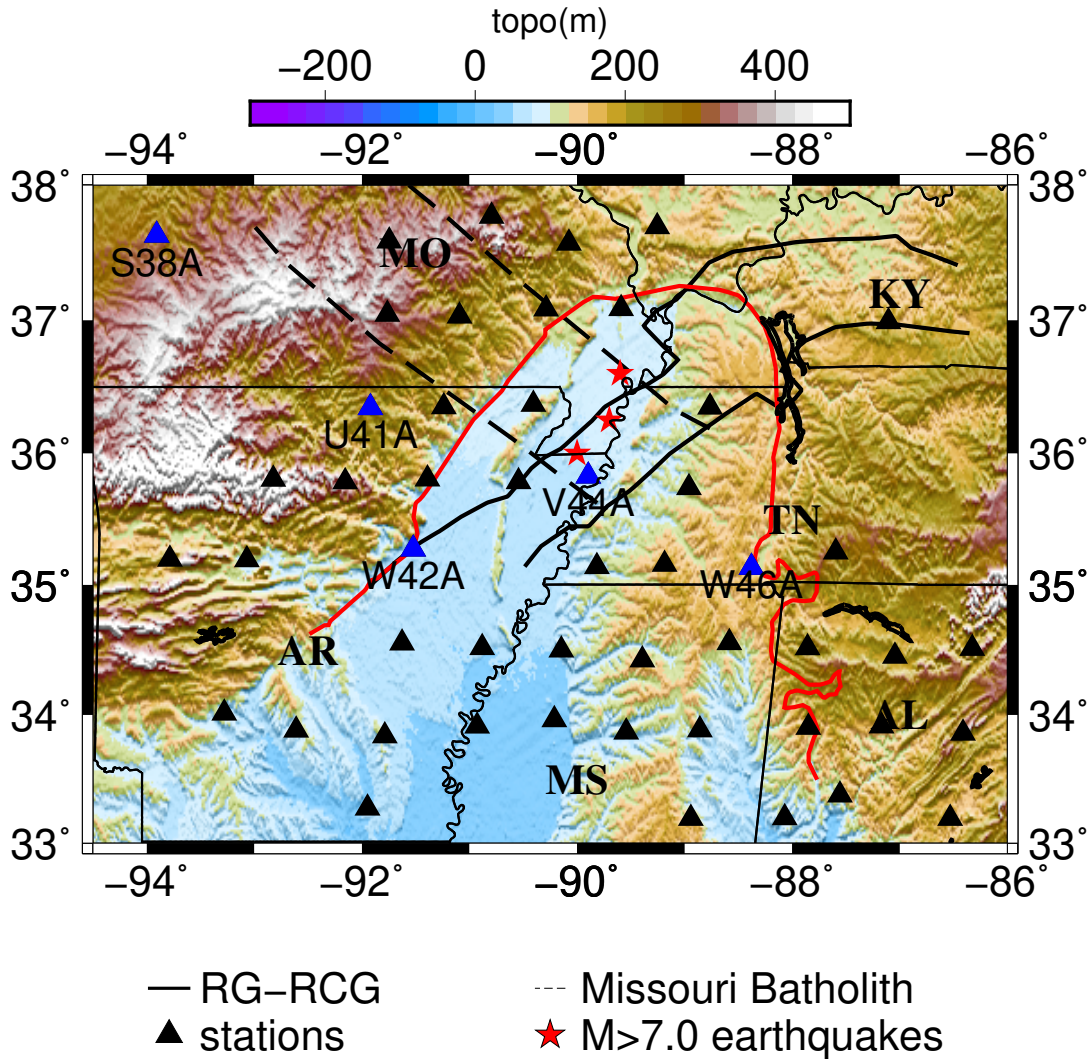 topo(m)
−200 0 200 400
−94˚ −92˚ −90˚ −88˚ −86˚
38˚ 38˚
MO
S38A
KY
37˚ 37˚
U41A
36˚ 36˚
V44A
TN
W42A W46A
35˚ 35˚
AR
34˚ AL 34˚
MS
33˚ 33˚
−94˚ −92˚ −90˚ −88˚ −86˚
RG−RCG Missouri Batholith
stations M>7.0 earthquakes